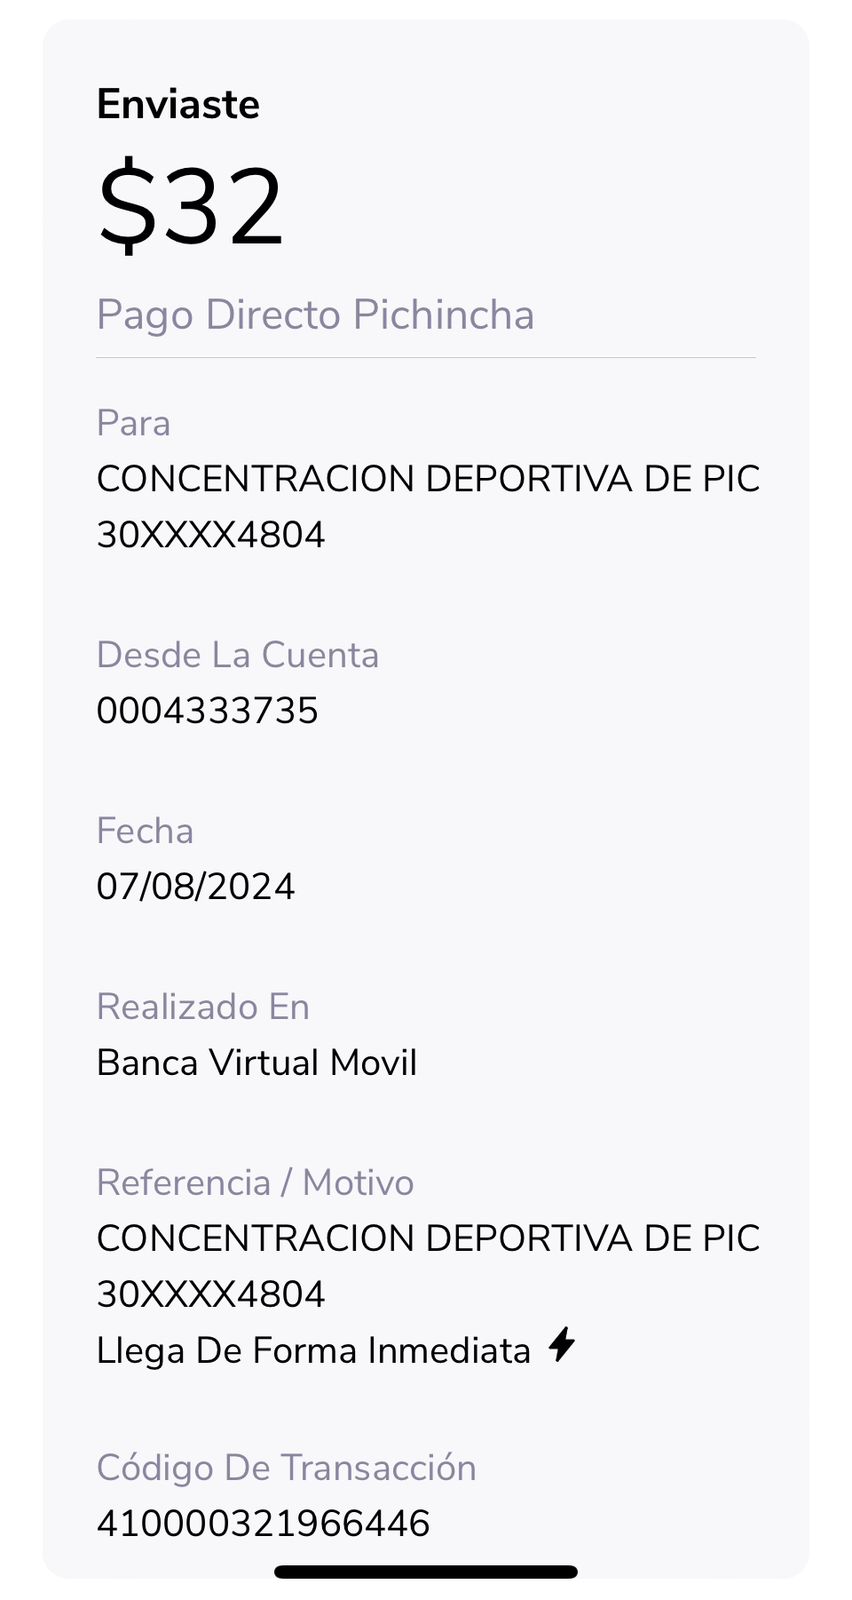 Enviaste
$32
Pago Directo Pichincha
Para
CONCENTRACION DEPORTIVA DE PIC
30XXXX4804
Desde La Cuenta
0004333735
Fecha
07/08/2024
Realizado En
Banca Virtual Movil
Referencia / Motivo
CONCENTRACION DEPORTIVA DE PIC
30XXXX4804
Llega De Forma Inmediata
Código De Transacción
410000321966446